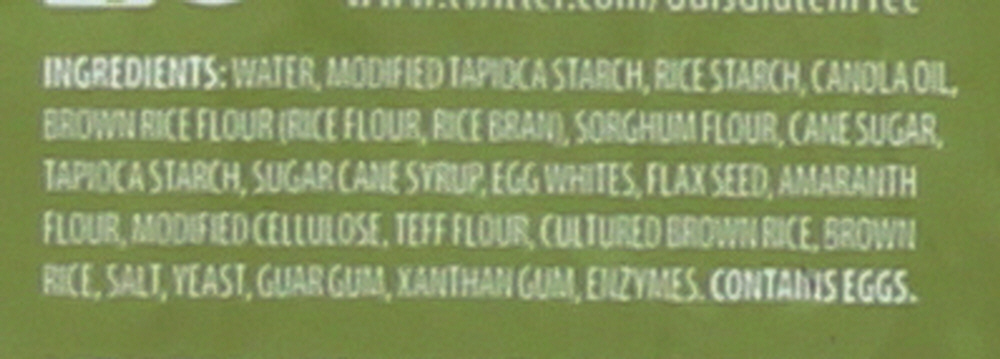 INGREDIENTS: WATER, MODIFIED TAPIOCA STARCH, RICE STARCH, CANOLA OIL,
BROWN RICE FLOUR (RICE FLOUR, RICE BRAN), SORGHUM FLOUR, CANE SUGAR,
TAPIOCA STARCH, SUGAR CANE SYRUP, EGG WHITES, FLAX SEED, AMARANTH
FLOUR, MODIFIED CELLULOSE, TEFF FLOUR, CULTURED BROWN RICE, BROWN
RICE, SALT, YEAST, GUAR GUM, XANTHAN GUM, ENZYMES. CONTAINS EGGS.